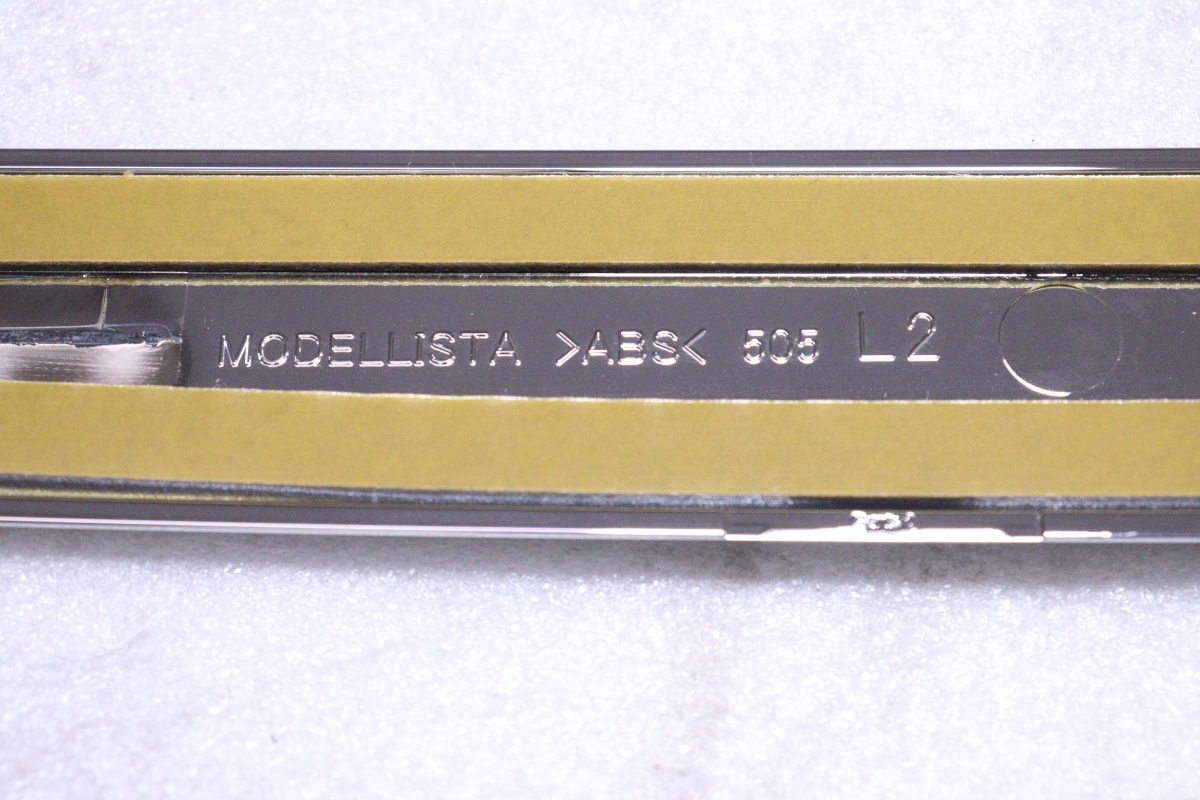 MODELLISTA >ABS< 505 L2